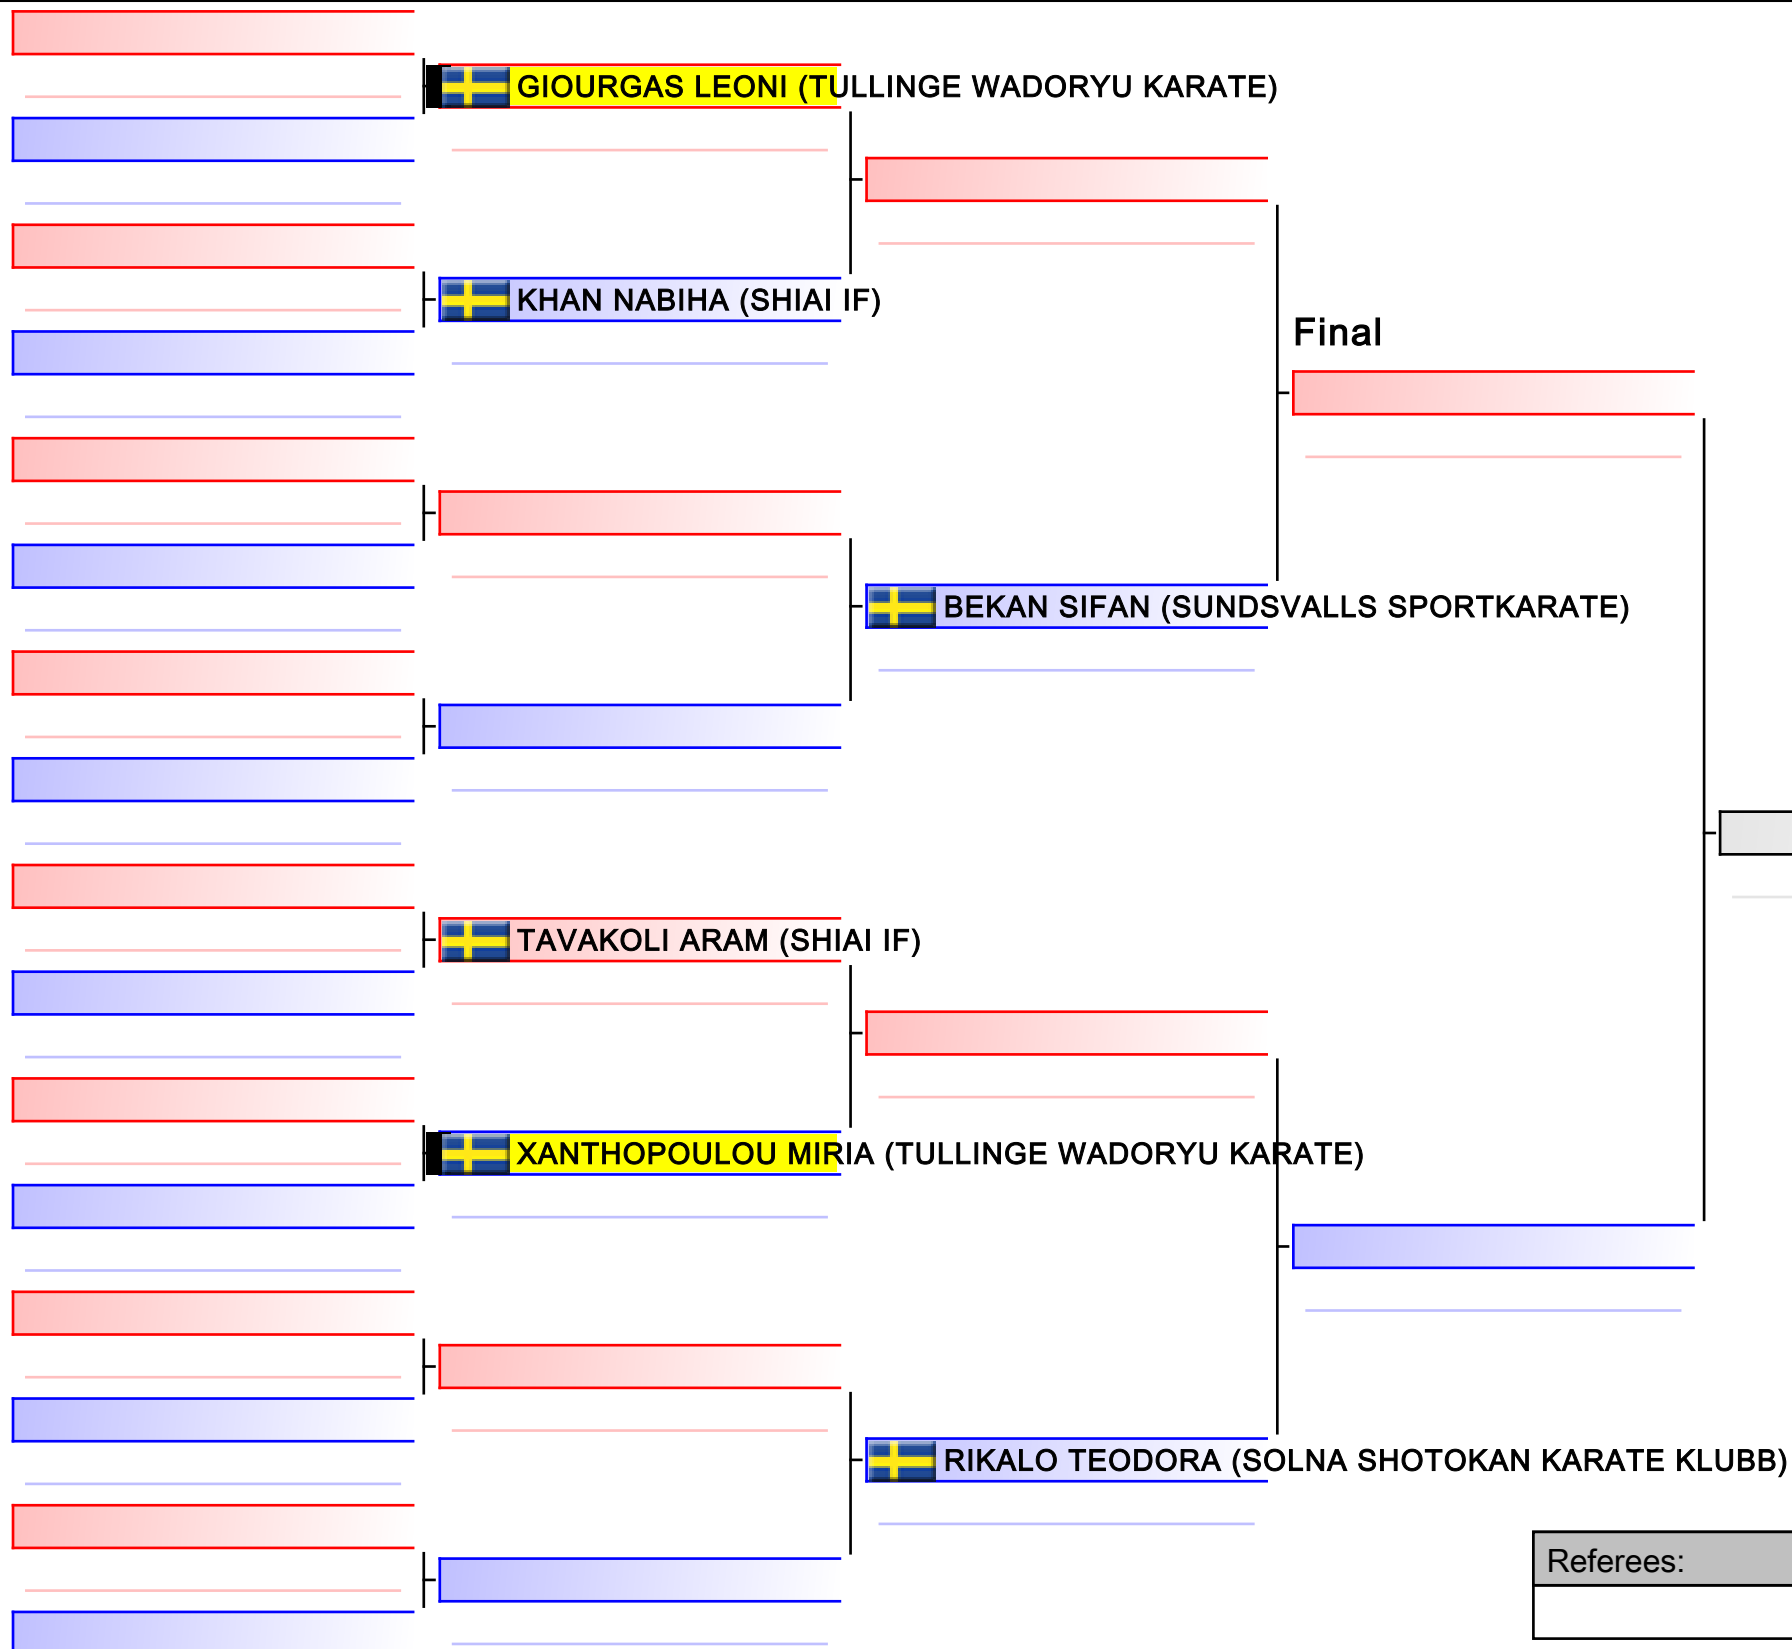 GIOURGAS LEONI (TULLINGE WADORYU KARATE)
KHAN NABIHA (SHIAI IF)
Final
BEKAN SIFAN (SUNDSVALLS SPORTKARATE)
TAVAKOLI ARAM (SHIAI IF)
XANTHOPOULOU MIRIA (TULLINGE WADORYU KARATE)
RIKALO TEODORA (SOLNA SHOTOKAN KARATE KLUBB)
Referees: